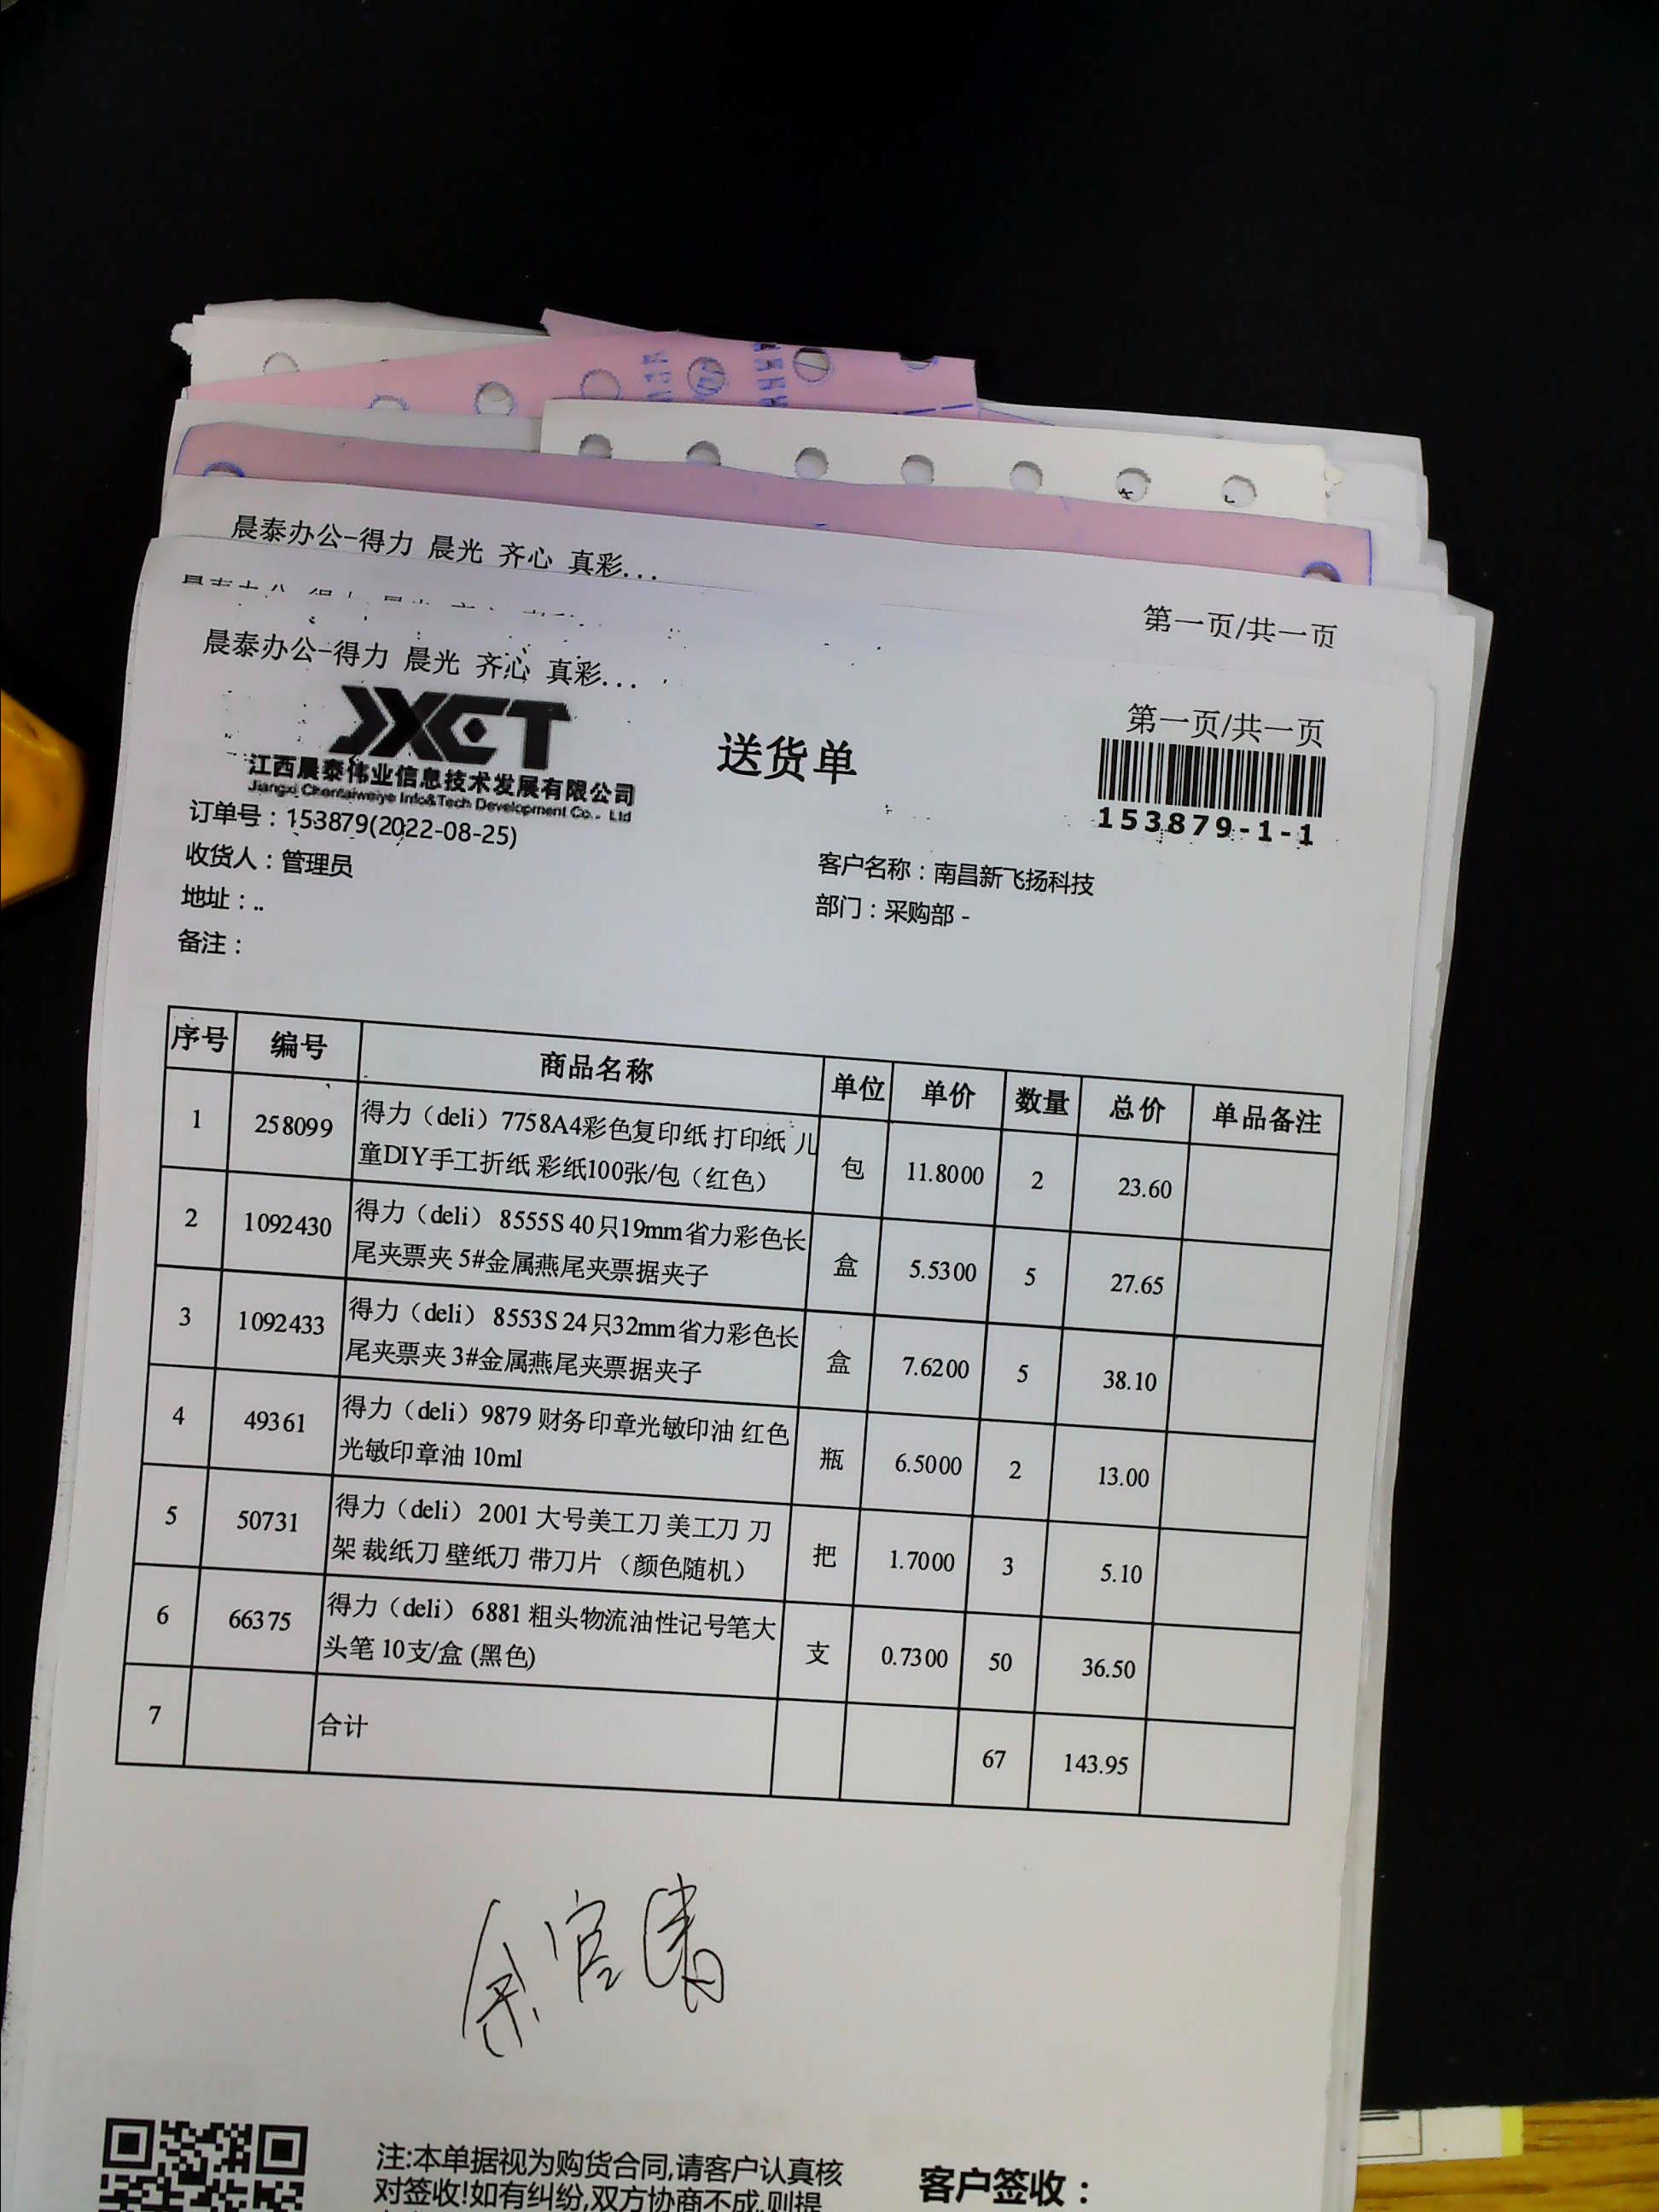 晨泰办公-得力 晨光 齐心 真彩...
第一页/共一页
晨泰办公-得力 晨光 齐心 真彩...
第一页/共一页
JXCT
江西晨泰伟业信息技术发展有限公司
Jiangxi Chentaiweiye Info&Tech Development Co., Ltd
送货单
153879-1-1
订单号：153879(2022-08-25)
收货人：管理员
客户名称：南昌新飞扬科技
地址：..
部门：采购部 -
备注：
序号 编号 商品名称 单位 单价 数量 总价 单品备注
1 258099 得力（deli）7758A4彩色复印纸 打印纸 儿
童DIY手工折纸 彩纸100张/包（红色） 包 11.8000 2 23.60
2 1092430 得力（deli） 8555S 40只19mm省力彩色长
尾夹票夹 5#金属燕尾夹票据夹子 盒 5.5300 5 27.65
3 1092433 得力（deli） 8553S 24只32mm省力彩色长
尾夹票夹 3#金属燕尾夹票据夹子 盒 7.6200 5 38.10
4 49361 得力（deli）9879 财务印章光敏印油 红色
光敏印章油 10ml 瓶 6.5000 2 13.00
5 50731 得力（deli） 2001 大号美工刀 美工刀 刀
架 裁纸刀 壁纸刀 带刀片 （颜色随机） 把 1.7000 3 5.10
6 66375 得力（deli） 6881 粗头物流油性记号笔大
头笔 10支/盒 (黑色) 支 0.7300 50 36.50
7 合计 67 143.95
注:本单据视为购货合同,请客户认真核
对签收!如有纠纷,双方协商不成,则提
客户签收：